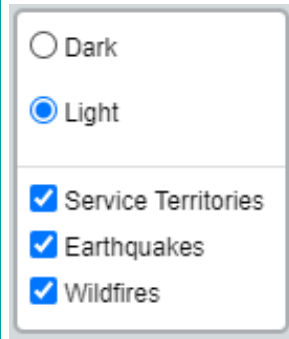 Dark
Light
Service Territories
Earthquakes
Wildfires